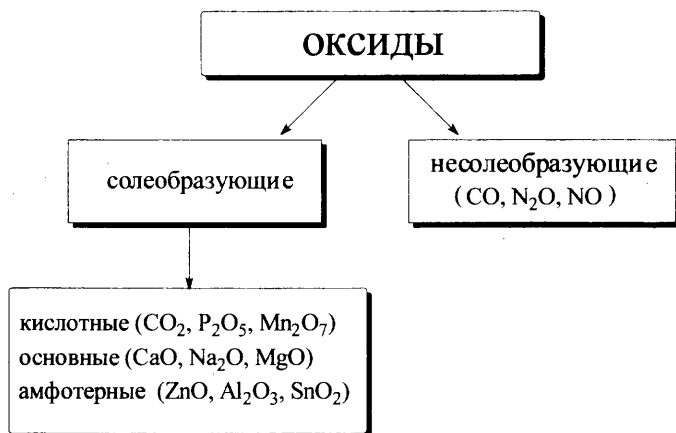 ОКСИДЫ
солеобразующие
несолеобразующие
(CO, N₂O, NO )
кислотные (CO₂, P₂O₅, Mn₂O₇)
основные (CaO, Na₂O, MgO)
амфотерные (ZnO, Al₂O₃, SnO₂)